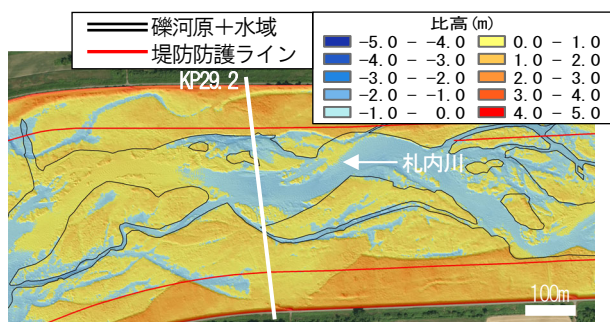 礫河原＋水域
堤防防護ライン
KP29.2
比高(m)
-5.0 - -4.0
-4.0 - -3.0
-3.0 - -2.0
-2.0 - -1.0
-1.0 -  0.0
0.0 - 1.0
1.0 - 2.0
2.0 - 3.0
3.0 - 4.0
4.0 - 5.0
札内川
100m